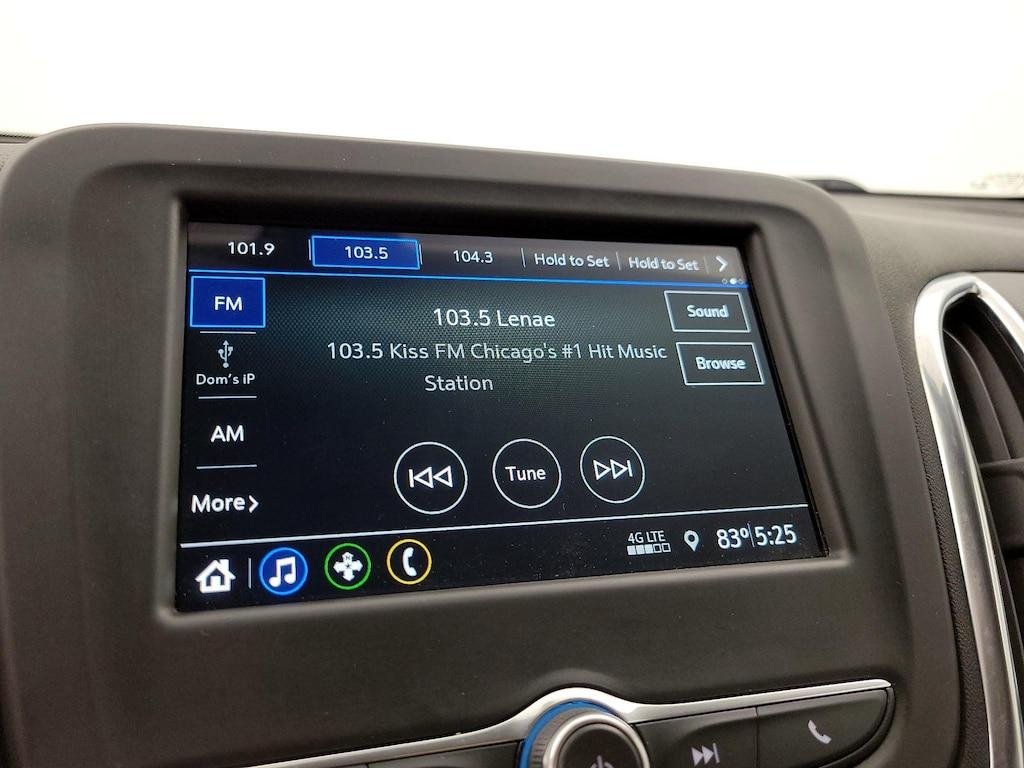 101.9 103.5 104.3 Hold to Set Hold to Set
FM
Sound
103.5 Lenae
103.5 Kiss FM Chicago's #1 Hit Music
Station
Browse
Dom's iP
AM
Tune
More
4G LTE
83° 5:25